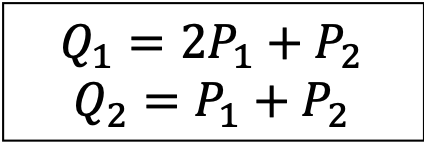 Q₁ = 2P₁ + P₂
Q₂ = P₁ + P₂